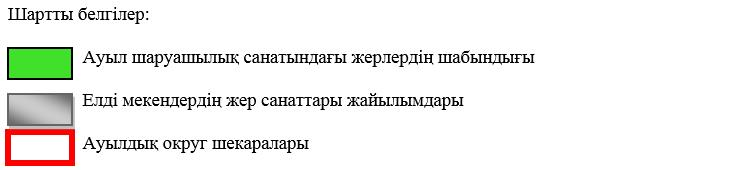 Шартты белгілер:
Ауыл шаруашылық санатындағы жерлердің шабындығы
Елді мекендердің жер санаттары жайылымдары
Ауылдық округ шекаралары